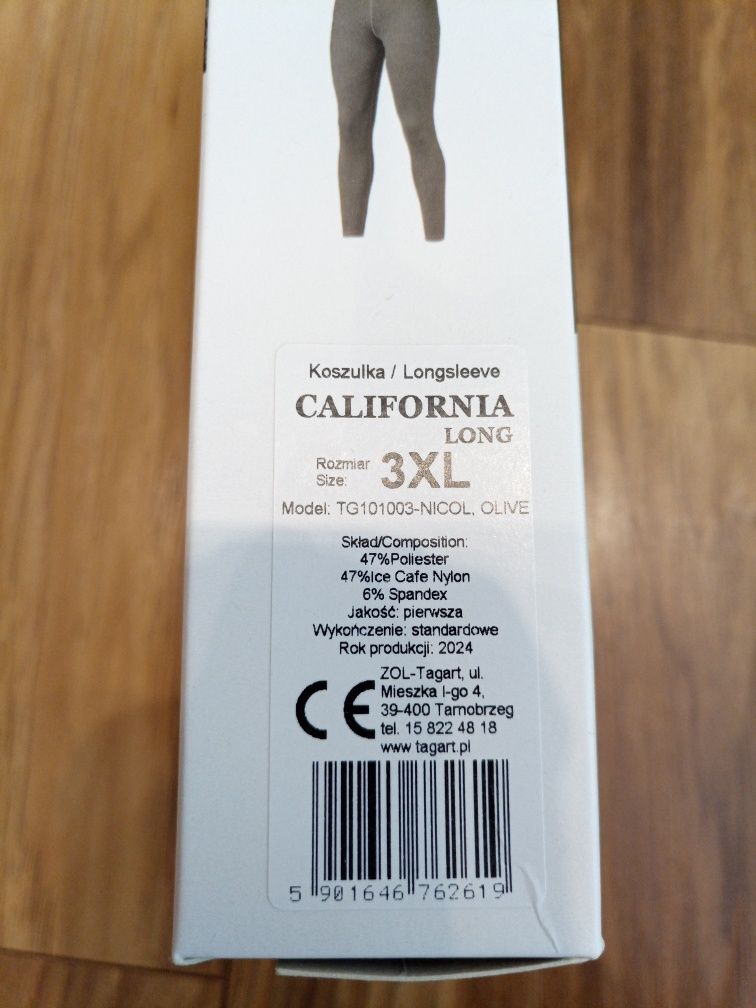 Koszulka / Longsleeve
CALIFORNIA
LONG
Rozmiar
Size:
3XL
Model: TG101003-NICOL, OLIVE
Skład/Composition:
47%Poliester
47%Ice Cafe Nylon
6% Spandex
Jakość: pierwsza
Wykończenie: standardowe
Rok produkcji: 2024
CE
ZOL-Tagart, ul.
Mieszka I-go 4,
39-400 Tarnobrzeg
tel. 15 822 48 18
www.tagart.pl
5 901646 762619